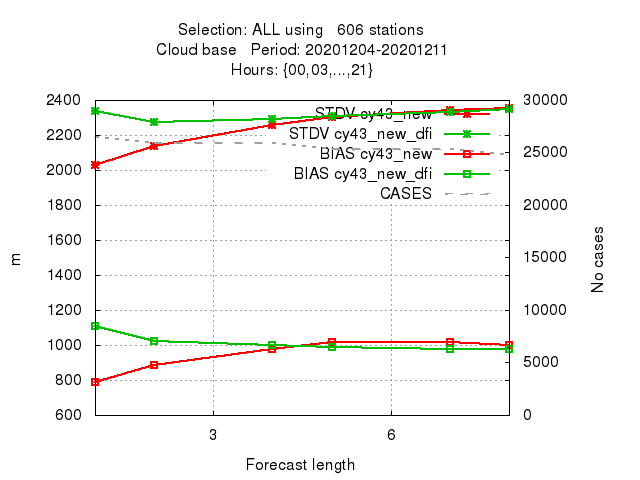 Selection: ALL using   606 stations
Cloud base   Period: 20201204-20201211
Hours: {00,03,...,21}
2400 STDV cy43_new 30000
2200 STDV cy43_new_dfi
BIAS cy43_new 25000
2000 BIAS cy43_new_dfi
CASES
1800 20000
1600
15000
1400
1200 10000
1000
5000
800
600 0
m
No cases
3 6
Forecast length